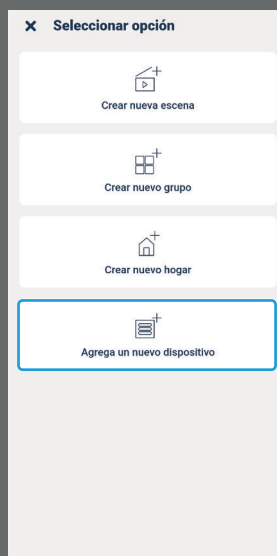 Seleccionar opción
Crear nueva escena
Crear nuevo grupo
Crear nuevo hogar
Agrega un nuevo dispositivo